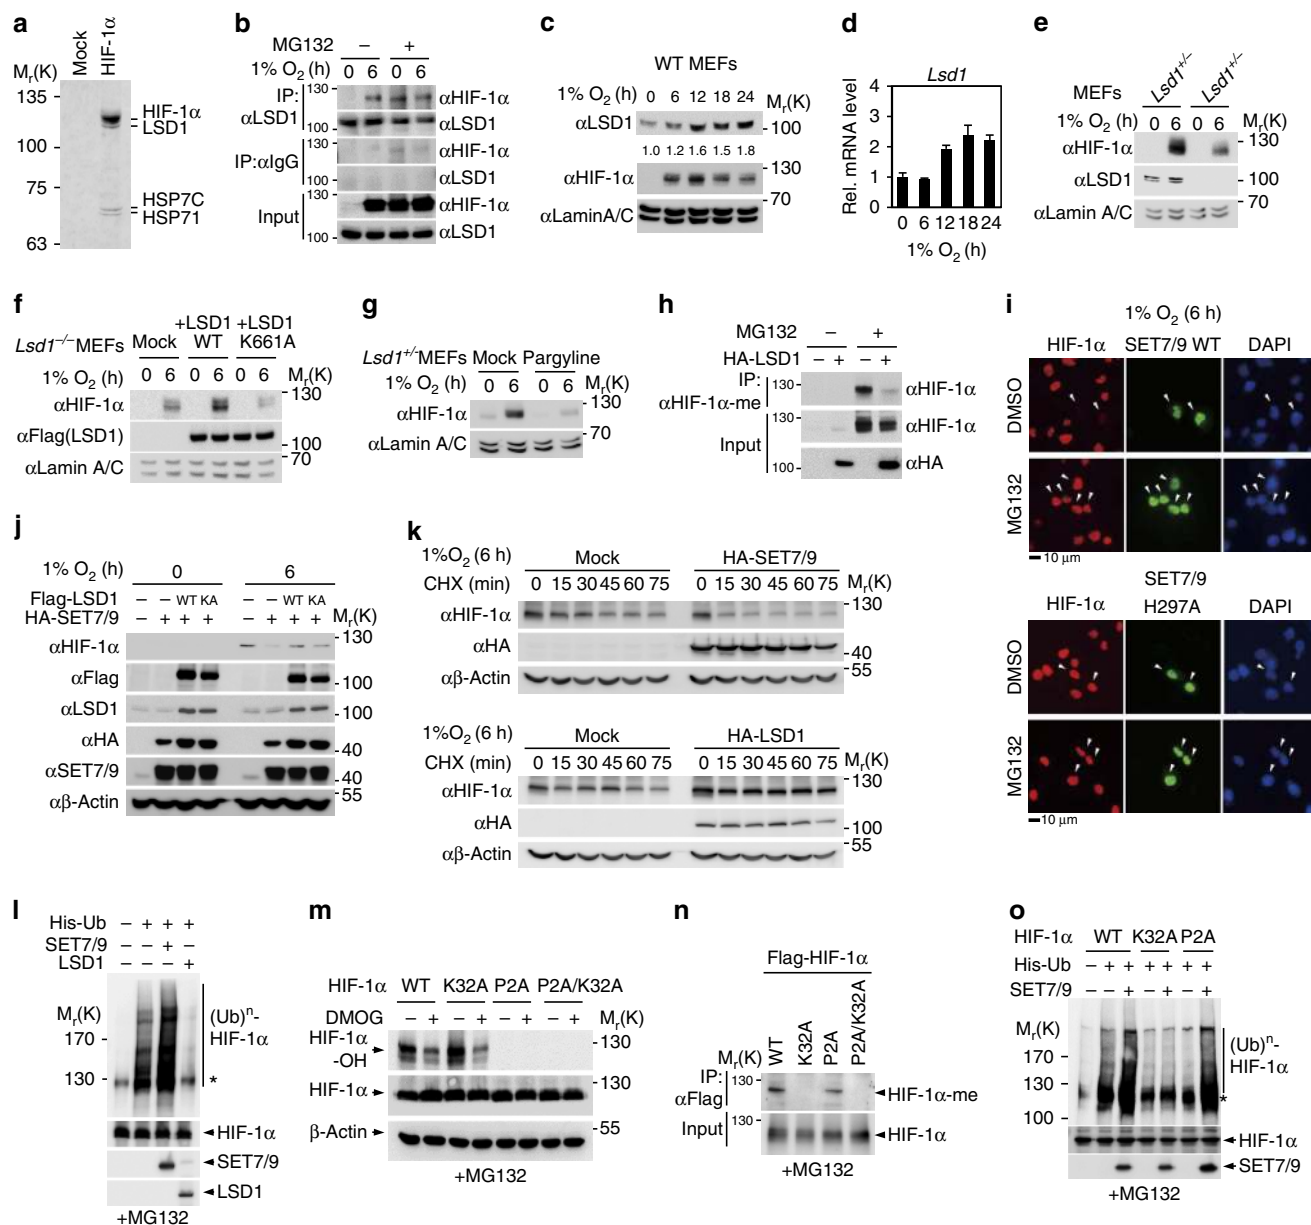 a
Mock
HIF-1α
Mr(K)
135
100
75
63
HIF-1α
LSD1
HSP7C
HSP71
b
MG132 – +
1% O2 (h) 0 6 0 6
IP:
αLSD1
130
αHIF-1α
100
αLSD1
IP:αIgG
130
αHIF-1α
100
αLSD1
Input
130
αHIF-1α
100
αLSD1
c
WT MEFs
1% O2 (h) 0 6 12 18 24 Mr(K)
αLSD1 100
1.0 1.2 1.6 1.5 1.8
αHIF-1α 130
70
αLaminA/C
d
Lsd1
Rel. mRNA level
4
3
2
1
0
0 6 12 18 24
1% O2 (h)
e
MEFs Lsd1+/- Lsd1+/-
1% O2 (h) 0 6 0 6 Mr(K)
αHIF-1α 130
αLSD1 100
70
αLamin A/C
f
Lsd1–/–MEFs Mock +LSD1 WT +LSD1 K661A
1% O2 (h) 0 6 0 6 0 6 Mr(K)
αHIF-1α 130
αFlag(LSD1) 100
αLamin A/C 70
g
Lsd1+/-MEFs Mock Pargyline
1% O2 (h) 0 6 0 6 Mr(K)
αHIF-1α 130
αLamin A/C 70
h
MG132 – +
HA-LSD1 – + – +
IP:
αHIF-1α-me
130
αHIF-1α
Input
130
αHIF-1α
100
αHA
i
1% O2 (6 h)
HIF-1α SET7/9 WT DAPI
DMSO
MG132
10 µm
SET7/9
HIF-1α H297A DAPI
DMSO
MG132
10 µm
j
1% O2 (h) 0 6
Flag-LSD1 – – WT KA – – WT KA
HA-SET7/9 – + + + – + + + Mr(K)
αHIF-1α 130
αFlag 100
αLSD1 100
αHA 40
αSET7/9 40
αβ-Actin 55
k
1%O2 (6 h) Mock HA-SET7/9
CHX (min) 0 15 30 45 60 75 0 15 30 45 60 75 Mr(K)
αHIF-1α 130
αHA 40
αβ-Actin 55
1%O2 (6 h) Mock HA-LSD1
CHX (min) 0 15 30 45 60 75 0 15 30 45 60 75 Mr(K)
αHIF-1α 130
αHA 100
αβ-Actin 55
l
His-Ub – + + +
SET7/9 – – + –
LSD1 – – – +
Mr(K)
170
130
(Ub)n-
HIF-1α
*
HIF-1α
SET7/9
LSD1
+MG132
m
HIF-1α WT K32A P2A P2A/K32A
DMOG – + – + – + – + Mr(K)
HIF-1α
-OH
130
HIF-1α 130
β-Actin 55
+MG132
n
Flag-HIF-1α
Mr(K) WT K32A P2A P2A/K32A
IP:
αFlag
130
HIF-1α-me
Input
130
HIF-1α
+MG132
o
HIF-1α WT K32A P2A
His-Ub – + + + + + +
SET7/9 – – + – + – +
Mr(K)
170
130
100
(Ub)n-
HIF-1α
*
HIF-1α
SET7/9
+MG132